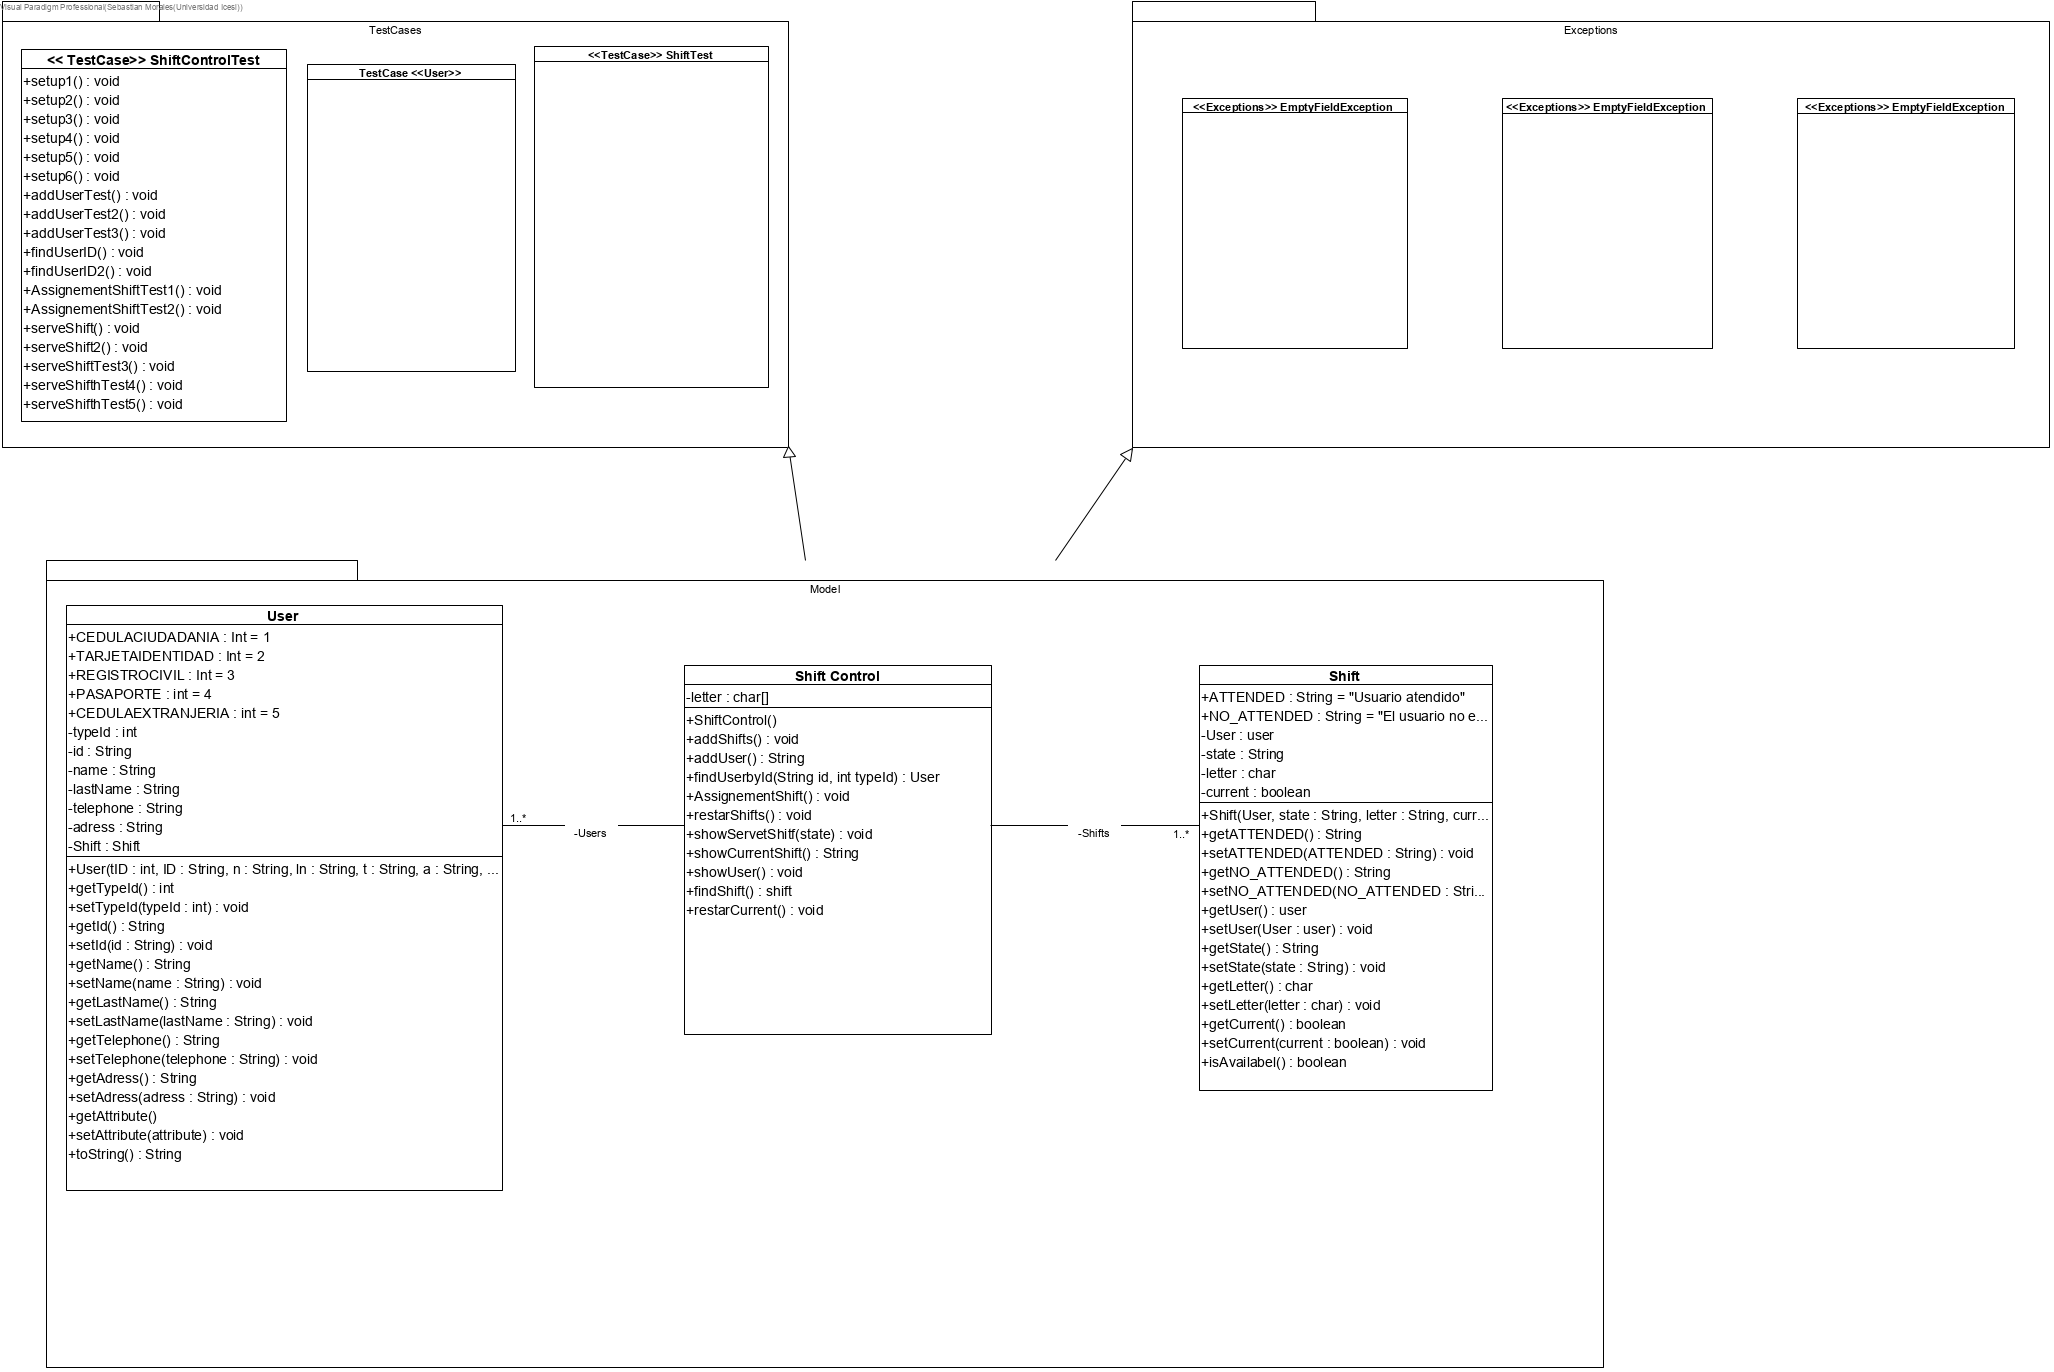 Visual Paradigm Professional(Sebastian Morales(Universidad Icesi))
TestCases
<< TestCase>> ShiftControlTest
+setup1() : void
+setup2() : void
+setup3() : void
+setup4() : void
+setup5() : void
+setup6() : void
+addUserTest() : void
+addUserTest2() : void
+addUserTest3() : void
+findUserID() : void
+findUserID2() : void
+AssignementShiftTest1() : void
+AssignementShiftTest2() : void
+serveShift() : void
+serveShift2() : void
+serveShiftTest3() : void
+serveShifthTest4() : void
+serveShifthTest5() : void
TestCase <<User>>
<<TestCase>> ShiftTest
Exceptions
<<Exceptions>> EmptyFieldException
<<Exceptions>> EmptyFieldException
<<Exceptions>> EmptyFieldException
Model
User
+CEDULACIUDADANIA : Int = 1
+TARJETAIDENTIDAD : Int = 2
+REGISTROCIVIL : Int = 3
+PASAPORTE : int = 4
+CEDULAEXTRANJERIA : int = 5
-typeId : int
-id : String
-name : String
-lastName : String
-telephone : String
-adress : String
-Shift : Shift
+User(tID : int, ID : String, n : String, ln : String, t : String, a : String, ...
+getTypeId() : int
+setTypeId(typeId : int) : void
+getId() : String
+setId(id : String) : void
+getName() : String
+setName(name : String) : void
+getLastName() : String
+setLastName(lastName : String) : void
+getTelephone() : String
+setTelephone(telephone : String) : void
+getAdress() : String
+setAdress(adress : String) : void
+getAttribute()
+setAttribute(attribute) : void
+toString() : String
1..*
-Users
Shift Control
-letter : char[]
+ShiftControl()
+addShifts() : void
+addUser() : String
+findUserbyId(String id, int typeId) : User
+AssignementShift() : void
+restarShifts() : void
+showServetShitf(state) : void
+showCurrentShift() : String
+showUser() : void
+findShift() : shift
+restarCurrent() : void
-Shifts
1..*
Shift
+ATTENDED : String = "Usuario atendido"
+NO_ATTENDED : String = "El usuario no e...
-User : user
-state : String
-letter : char
-current : boolean
+Shift(User, state : String, letter : String, curr...
+getATTENDED() : String
+setATTENDED(ATTENDED : String) : void
+getNO_ATTENDED() : String
+setNO_ATTENDED(NO_ATTENDED : Stri...
+getUser() : user
+setUser(User : user) : void
+getState() : String
+setState(state : String) : void
+getLetter() : char
+setLetter(letter : char) : void
+getCurrent() : boolean
+setCurrent(current : boolean) : void
+isAvailabel() : boolean